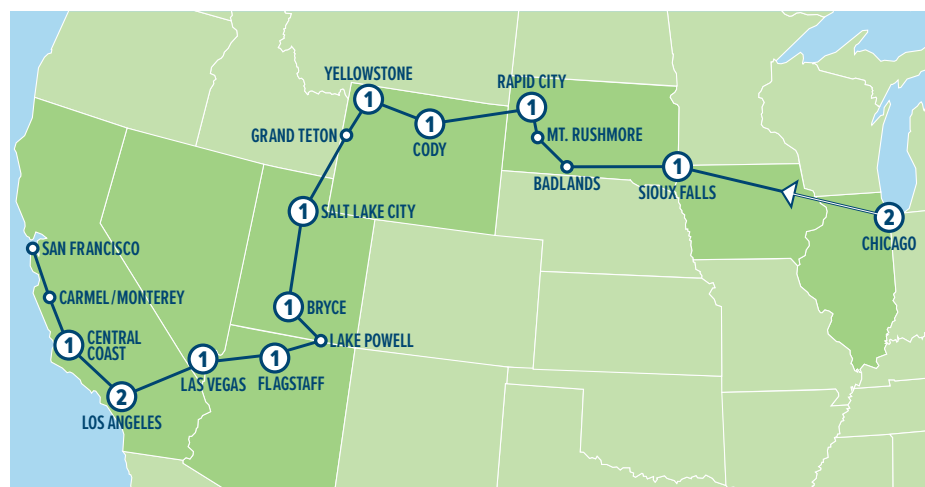 YELLOWSTONE
1
RAPID CITY
1
GRAND TETON
1
CODY
MT. RUSHMORE
BADLANDS
1
SIOUX FALLS
2
CHICAGO
1
SALT LAKE CITY
SAN FRANCISCO
CARMEL/MONTEREY
1
BRYCE
LAKE POWELL
1
CENTRAL
COAST
1
LAS VEGAS
1
FLAGSTAFF
2
LOS ANGELES